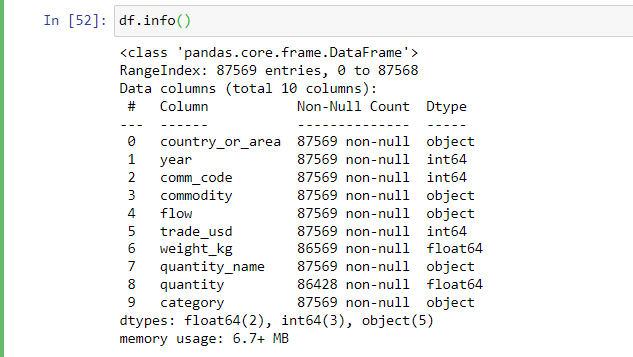 In [52]: df.info()
<class 'pandas.core.frame.DataFrame'>
RangeIndex: 87569 entries, 0 to 87568
Data columns (total 10 columns):
 #   Column           Non-Null Count  Dtype
---  ------           --------------  -----
 0   country_or_area  87569 non-null  object
 1   year             87569 non-null  int64
 2   comm_code        87569 non-null  int64
 3   commodity        87569 non-null  object
 4   flow             87569 non-null  object
 5   trade_usd        87569 non-null  int64
 6   weight_kg        86569 non-null  float64
 7   quantity_name    87569 non-null  object
 8   quantity         86428 non-null  float64
 9   category         87569 non-null  object
dtypes: float64(2), int64(3), object(5)
memory usage: 6.7+ MB